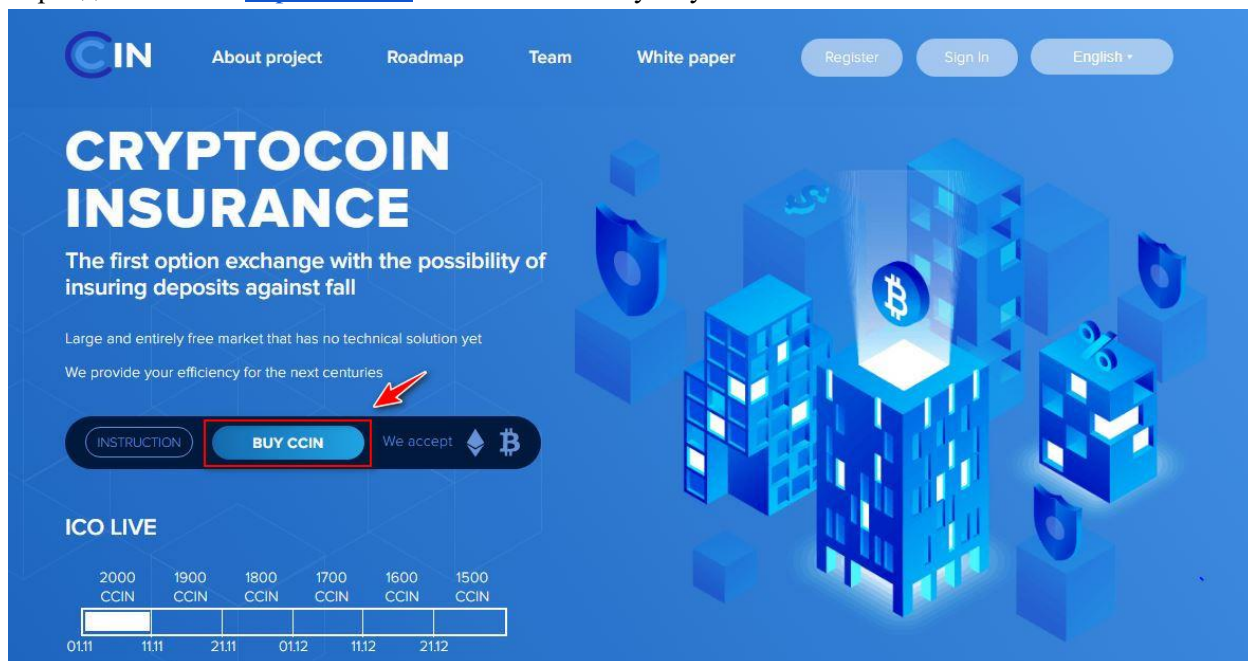 CCIN About project Roadmap Team White paper Register Sign In English
CRYPTOCOIN
INSURANCE
The first option exchange with the possibility of
insuring deposits against fall
Large and entirely free market that has no technical solution yet
We provide your efficiency for the next centuries
INSTRUCTION BUY CCIN We accept
ICO LIVE
2000 1900 1800 1700 1600 1500
CCIN CCIN CCIN CCIN CCIN CCIN
01.11 11.11 21.11 01.12 11.12 21.12